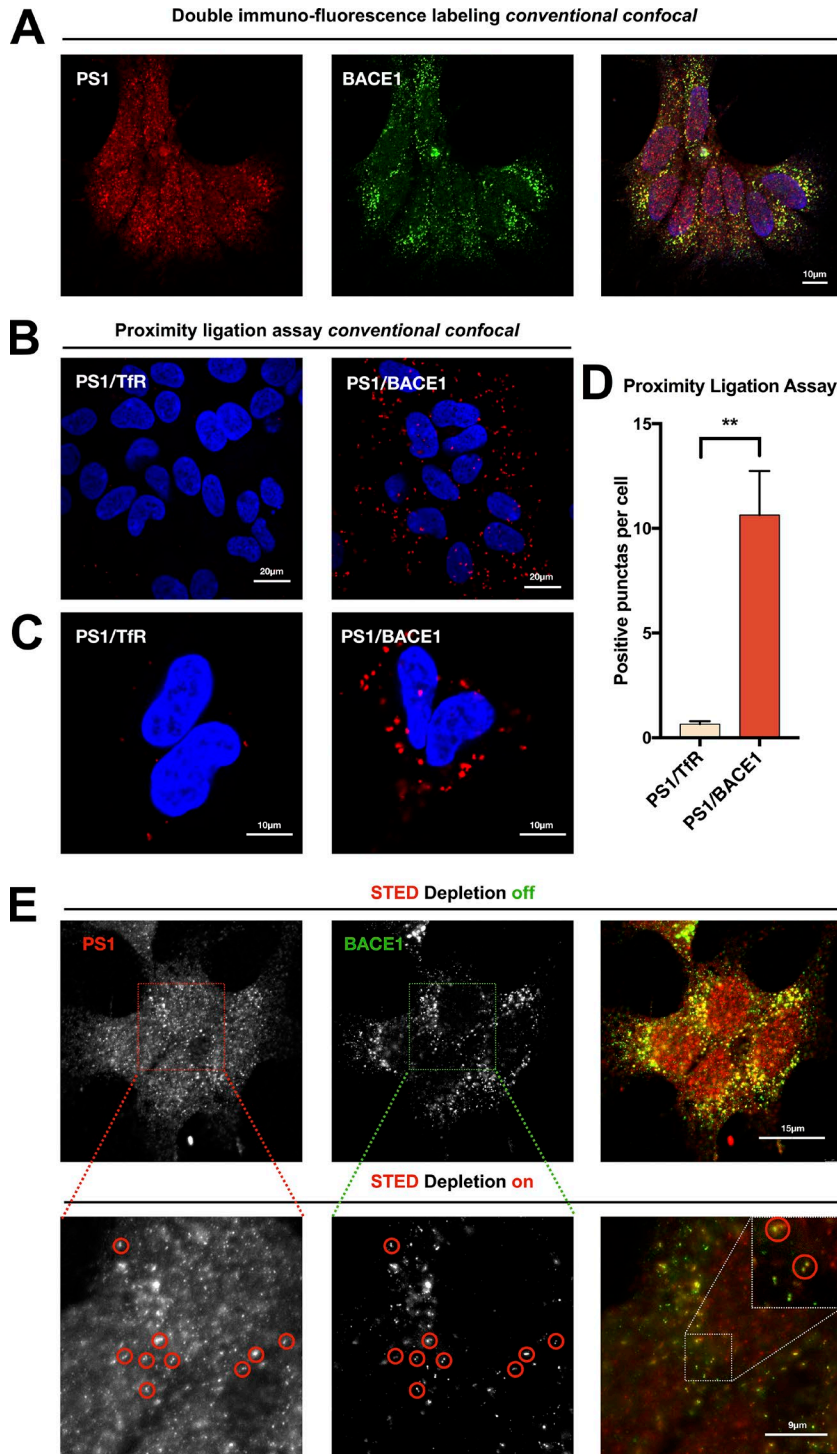 A
Double immuno-fluorescence labeling conventional confocal
PS1
BACE1
10µm
B
Proximity ligation assay conventional confocal
PS1/TfR
20µm
PS1/BACE1
20µm
C
PS1/TfR
10µm
PS1/BACE1
10µm
D
Proximity Ligation Assay
**
15
10
5
0
Positive punctas per cell
PS1/TfR
PS1/BACE1
E
STED Depletion off
PS1
BACE1
15µm
STED Depletion on
9µm